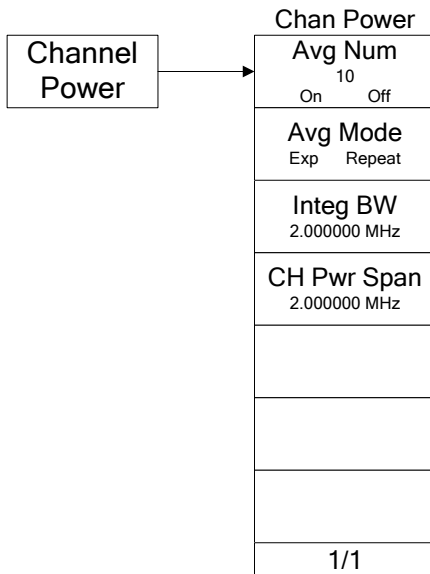 Chan Power
Channel
Power
Avg Num
10
On Off
Avg Mode
Exp Repeat
Integ BW
2.000000 MHz
CH Pwr Span
2.000000 MHz
1/1